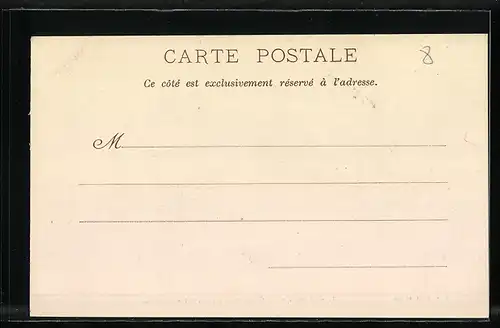 CARTE POSTALE
8
Ce côté est exclusivement réservé à l'adresse.
M